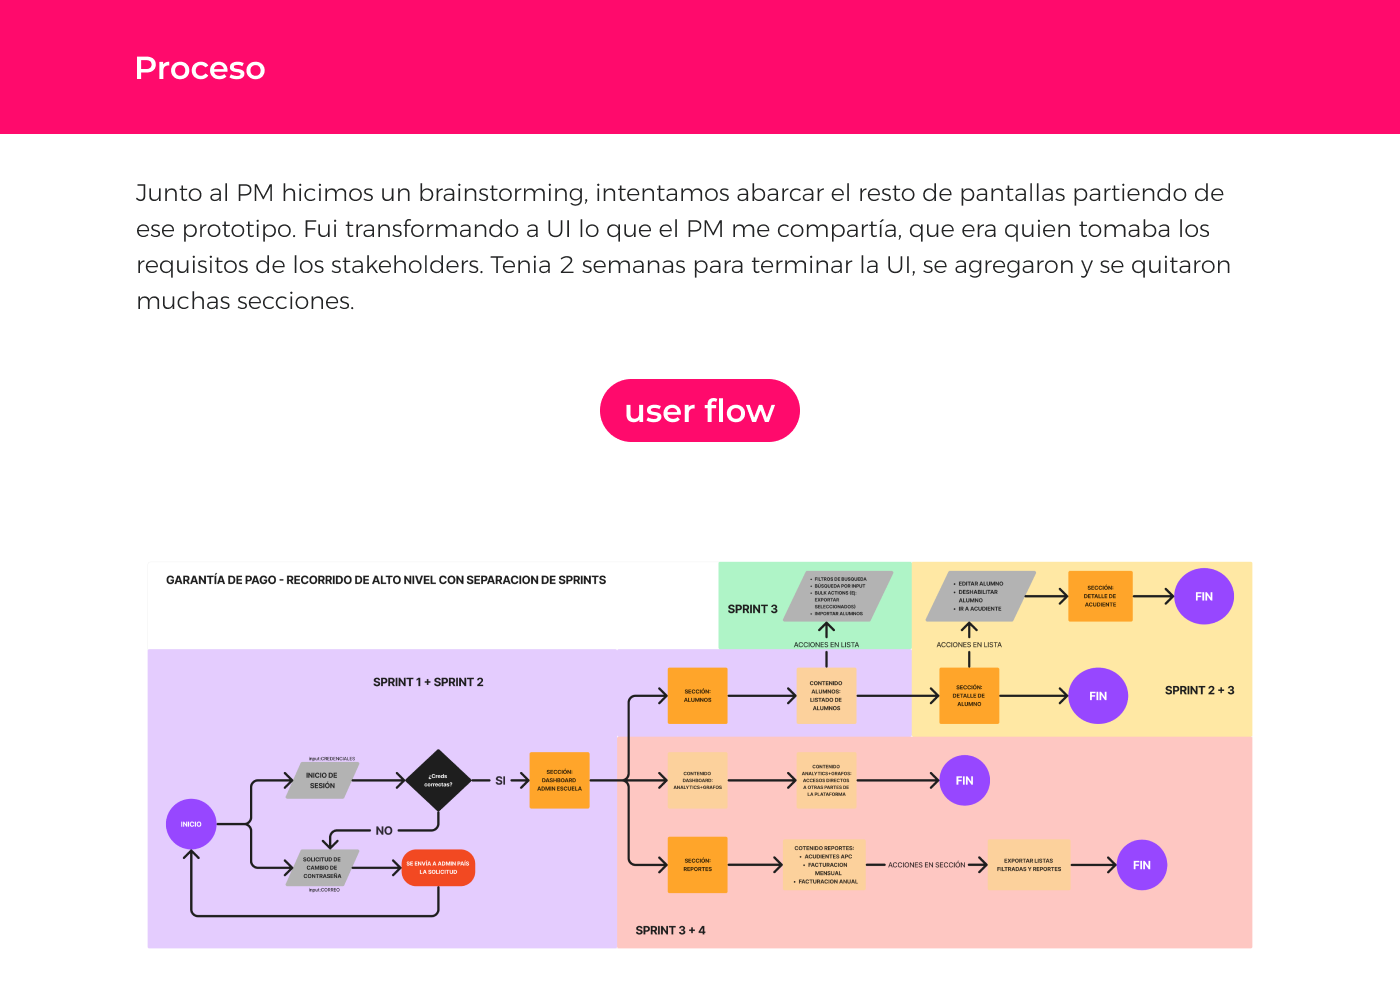 Proceso
Junto al PM hicimos un brainstorming, intentamos abarcar el resto de pantallas partiendo de
ese prototipo. Fui transformando a UI lo que el PM me compartía, que era quien tomaba los
requisitos de los stakeholders. Tenia 2 semanas para terminar la UI, se agregaron y se quitaron
muchas secciones.
user flow
GARANTÍA DE PAGO - RECORRIDO DE ALTO NIVEL CON SEPARACION DE SPRINTS
SPRINT 3
• FILTROS DE BUSQUEDA
• BÚSQUEDA POR INPUT
• BULK ACTIONS (EJ:
EXPORTAR
SELECCIONADOS)
• IMPORTAR ALUMNOS
• EDITAR ALUMNO
• DESHABILITAR
ALUMNO
• IR A ACUDIENTE
SECCIÓN:
DETALLE DE
ACUDIENTE
FIN
ACCIONES EN LISTA
ACCIONES EN LISTA
SPRINT 1 + SPRINT 2
SECCIÓN:
ALUMNOS
CONTENIDO
ALUMNOS:
LISTADO DE
ALUMNOS
SECCIÓN:
DETALLE DE
ALUMNO
FIN
SPRINT 2 + 3
input:CREDENCIALES
INICIO DE
SESIÓN
¿Creds
correctas?
SI
SECCIÓN:
DASHBOARD
ADMIN ESCUELA
CONTENIDO
DASHBOARD:
ANALYTICS+GRAFOS
CONTENIDO
ANALYTICS+GRAFOS:
ACCESOS DIRECTOS
A OTRAS PARTES DE
LA PLATAFORMA
FIN
INICIO
NO
SOLICITUD DE
CAMBIO DE
CONTRASEÑA
input:CORREO
SE ENVÍA A ADMIN PAÍS
LA SOLICITUD
SECCIÓN:
REPORTES
COTENIDO REPORTES:
• ACUDIENTES APC
• FACTURACION
MENSUAL
• FACTURACION ANUAL
ACCIONES EN SECCIÓN
EXPORTAR LISTAS
FILTRADAS Y REPORTES
FIN
SPRINT 3 + 4